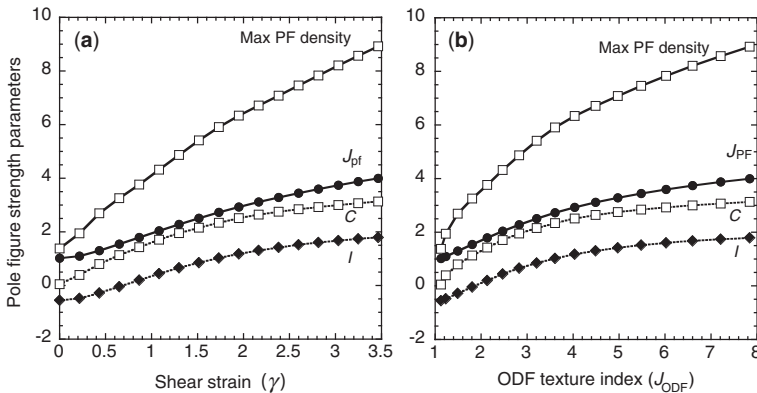 Pole figure strength parameters
10
8
6
4
2
0
-2
(a)
Max PF density
Jpf
C
I
0
0.5
1
1.5
2
2.5
3
3.5
Shear strain (γ)
10
8
6
4
2
0
-2
(b)
Max PF density
JPF
C
I
1
2
3
4
5
6
7
8
ODF texture index (JODF)